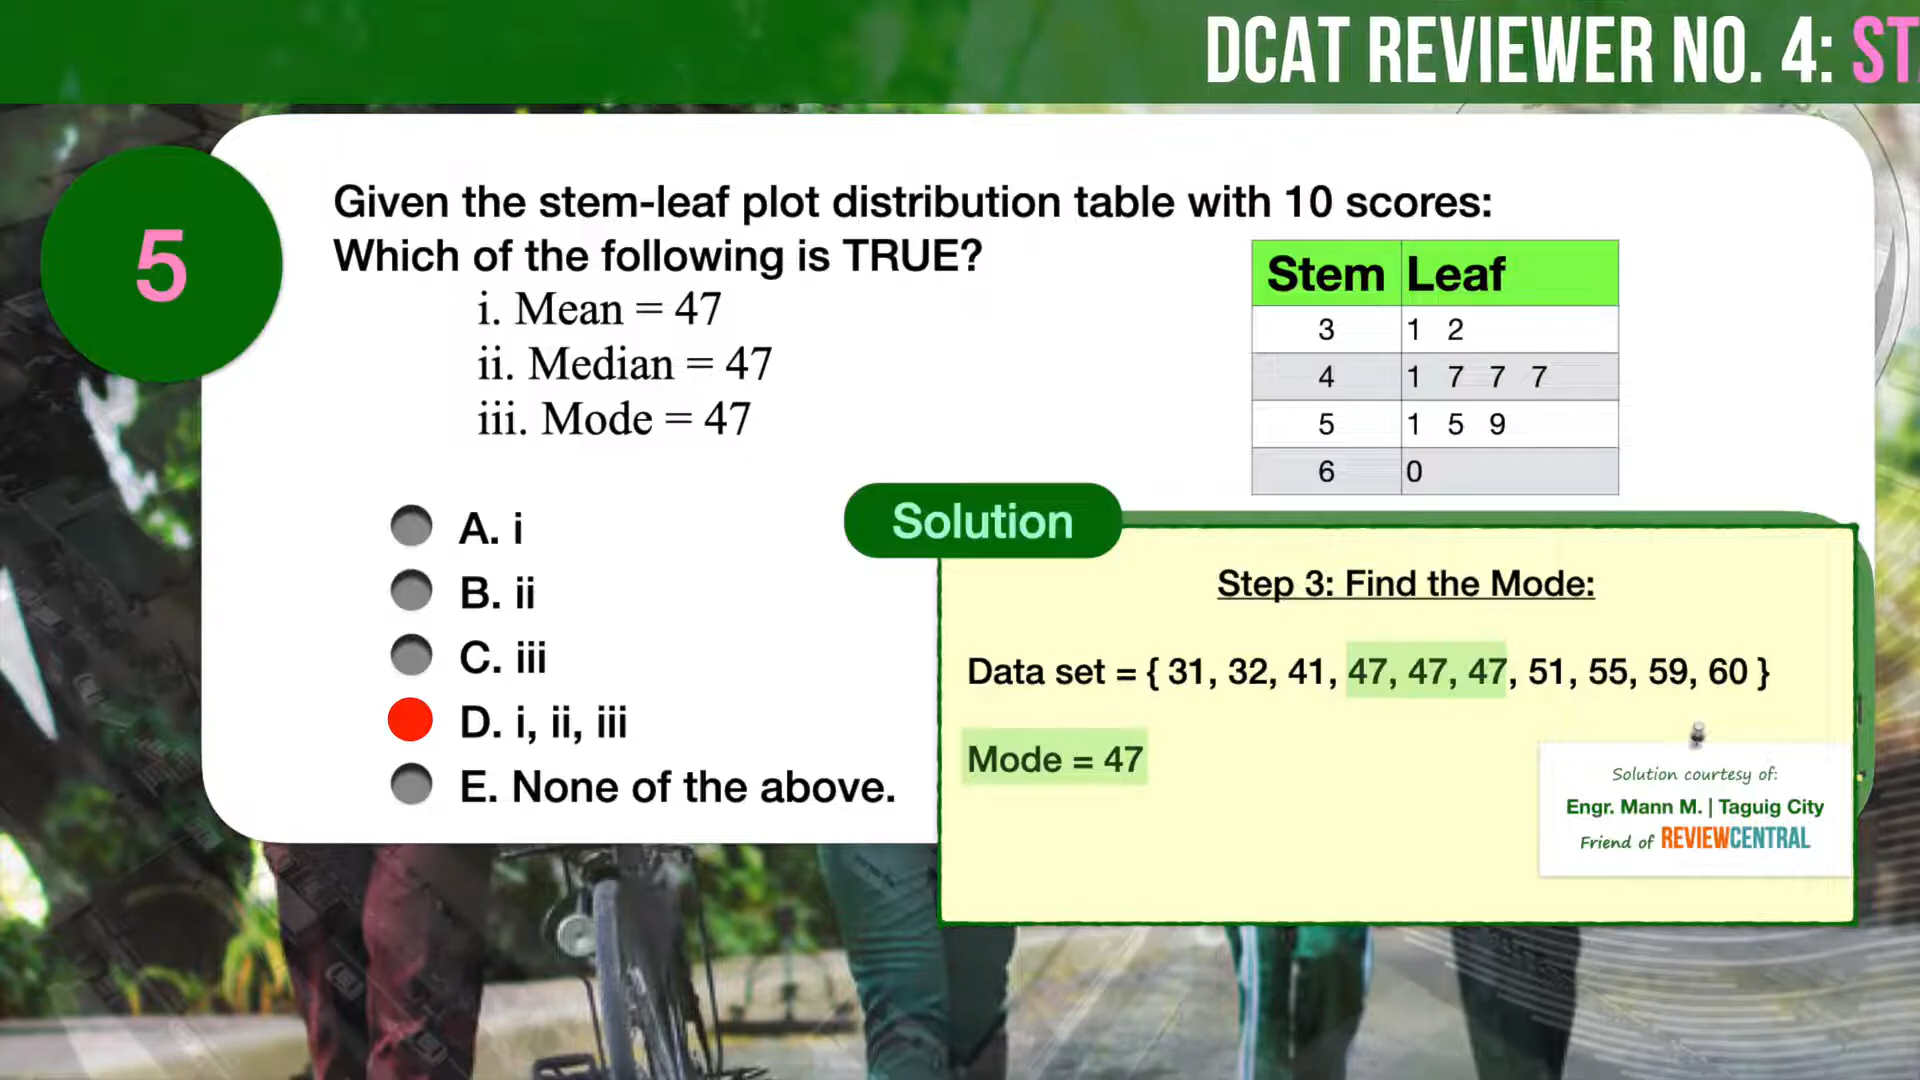 DCAT REVIEWER NO. 4: ST
5
Given the stem-leaf plot distribution table with 10 scores:
Which of the following is TRUE?
i. Mean = 47
ii. Median = 47
iii. Mode = 47
Stem Leaf
3 1 2
4 1 7 7 7
5 1 5 9
6 0
A. i
B. ii
C. iii
D. i, ii, iii
E. None of the above.
Solution
Step 3: Find the Mode:
Data set = { 31, 32, 41, 47, 47, 47, 51, 55, 59, 60 }
Mode = 47
Solution courtesy of:
Engr. Mann M. | Taguig City
Friend of REVIEWCENTRAL